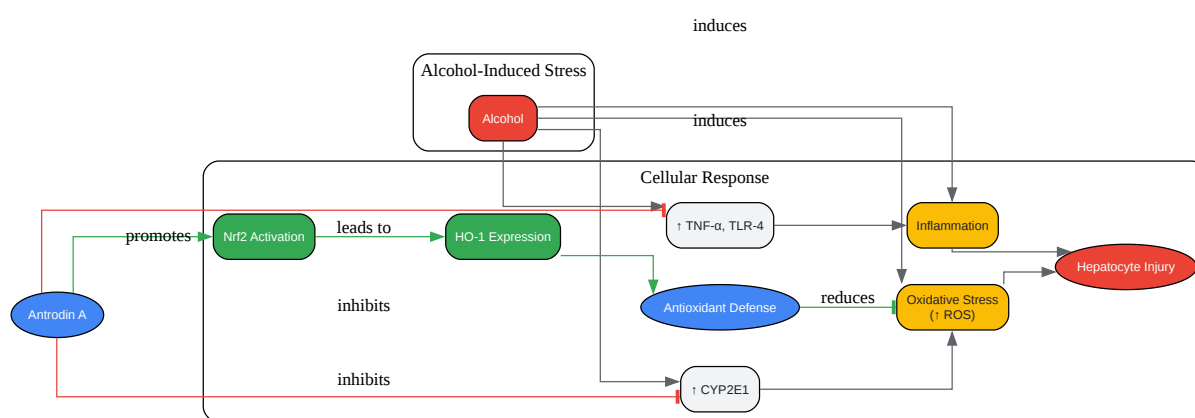 induces
Alcohol-Induced Stress
Alcohol
induces
Cellular Response
↑ TNF-α, TLR-4
Inflammation
promotes
Nrf2 Activation
leads to
HO-1 Expression
Hepatocyte Injury
Antrodin A
inhibits
Antioxidant Defense
reduces
Oxidative Stress
(↑ ROS)
inhibits
↑ CYP2E1